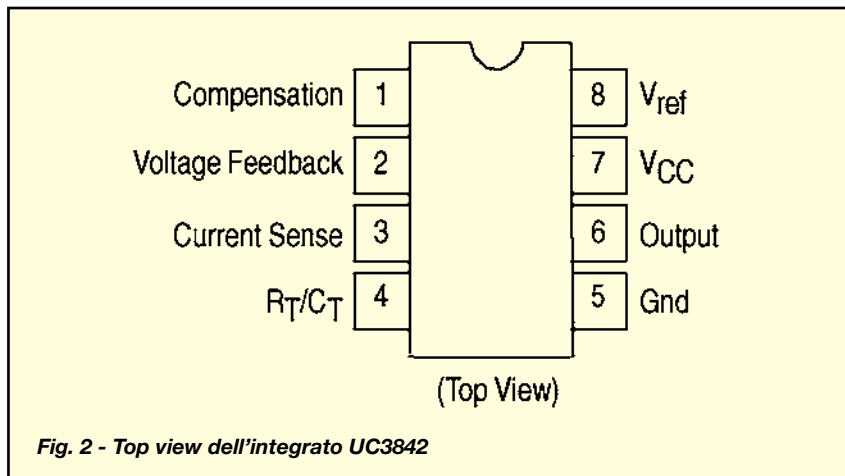 Compensation 1 8 Vref
Voltage Feedback 2 7 VCC
Current Sense 3 6 Output
RT/CT 4 5 Gnd
(Top View)
Fig. 2 - Top view dell'integrato UC3842